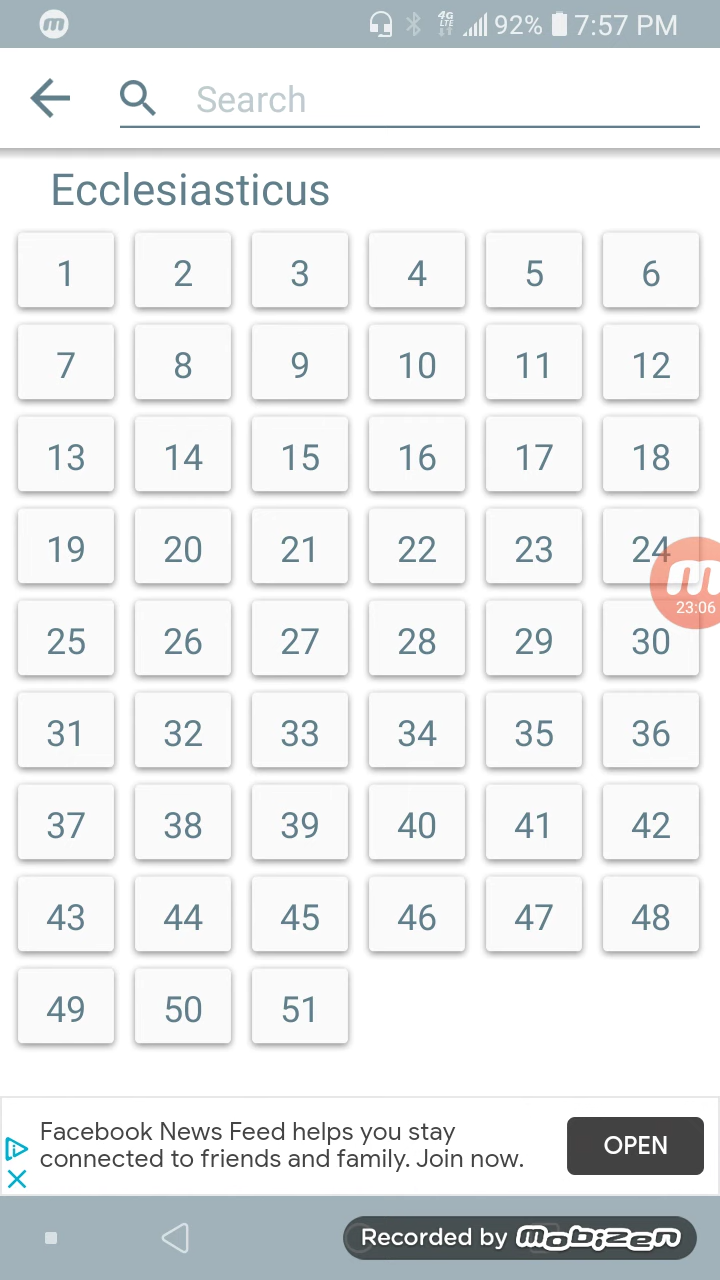 4G LTE 92% 7:57 PM
Search
Ecclesiasticus
1 2 3 4 5 6
7 8 9 10 11 12
13 14 15 16 17 18
19 20 21 22 23 24
23:06
25 26 27 28 29 30
31 32 33 34 35 36
37 38 39 40 41 42
43 44 45 46 47 48
49 50 51
Facebook News Feed helps you stay
connected to friends and family. Join now.
OPEN
Recorded by mobizen